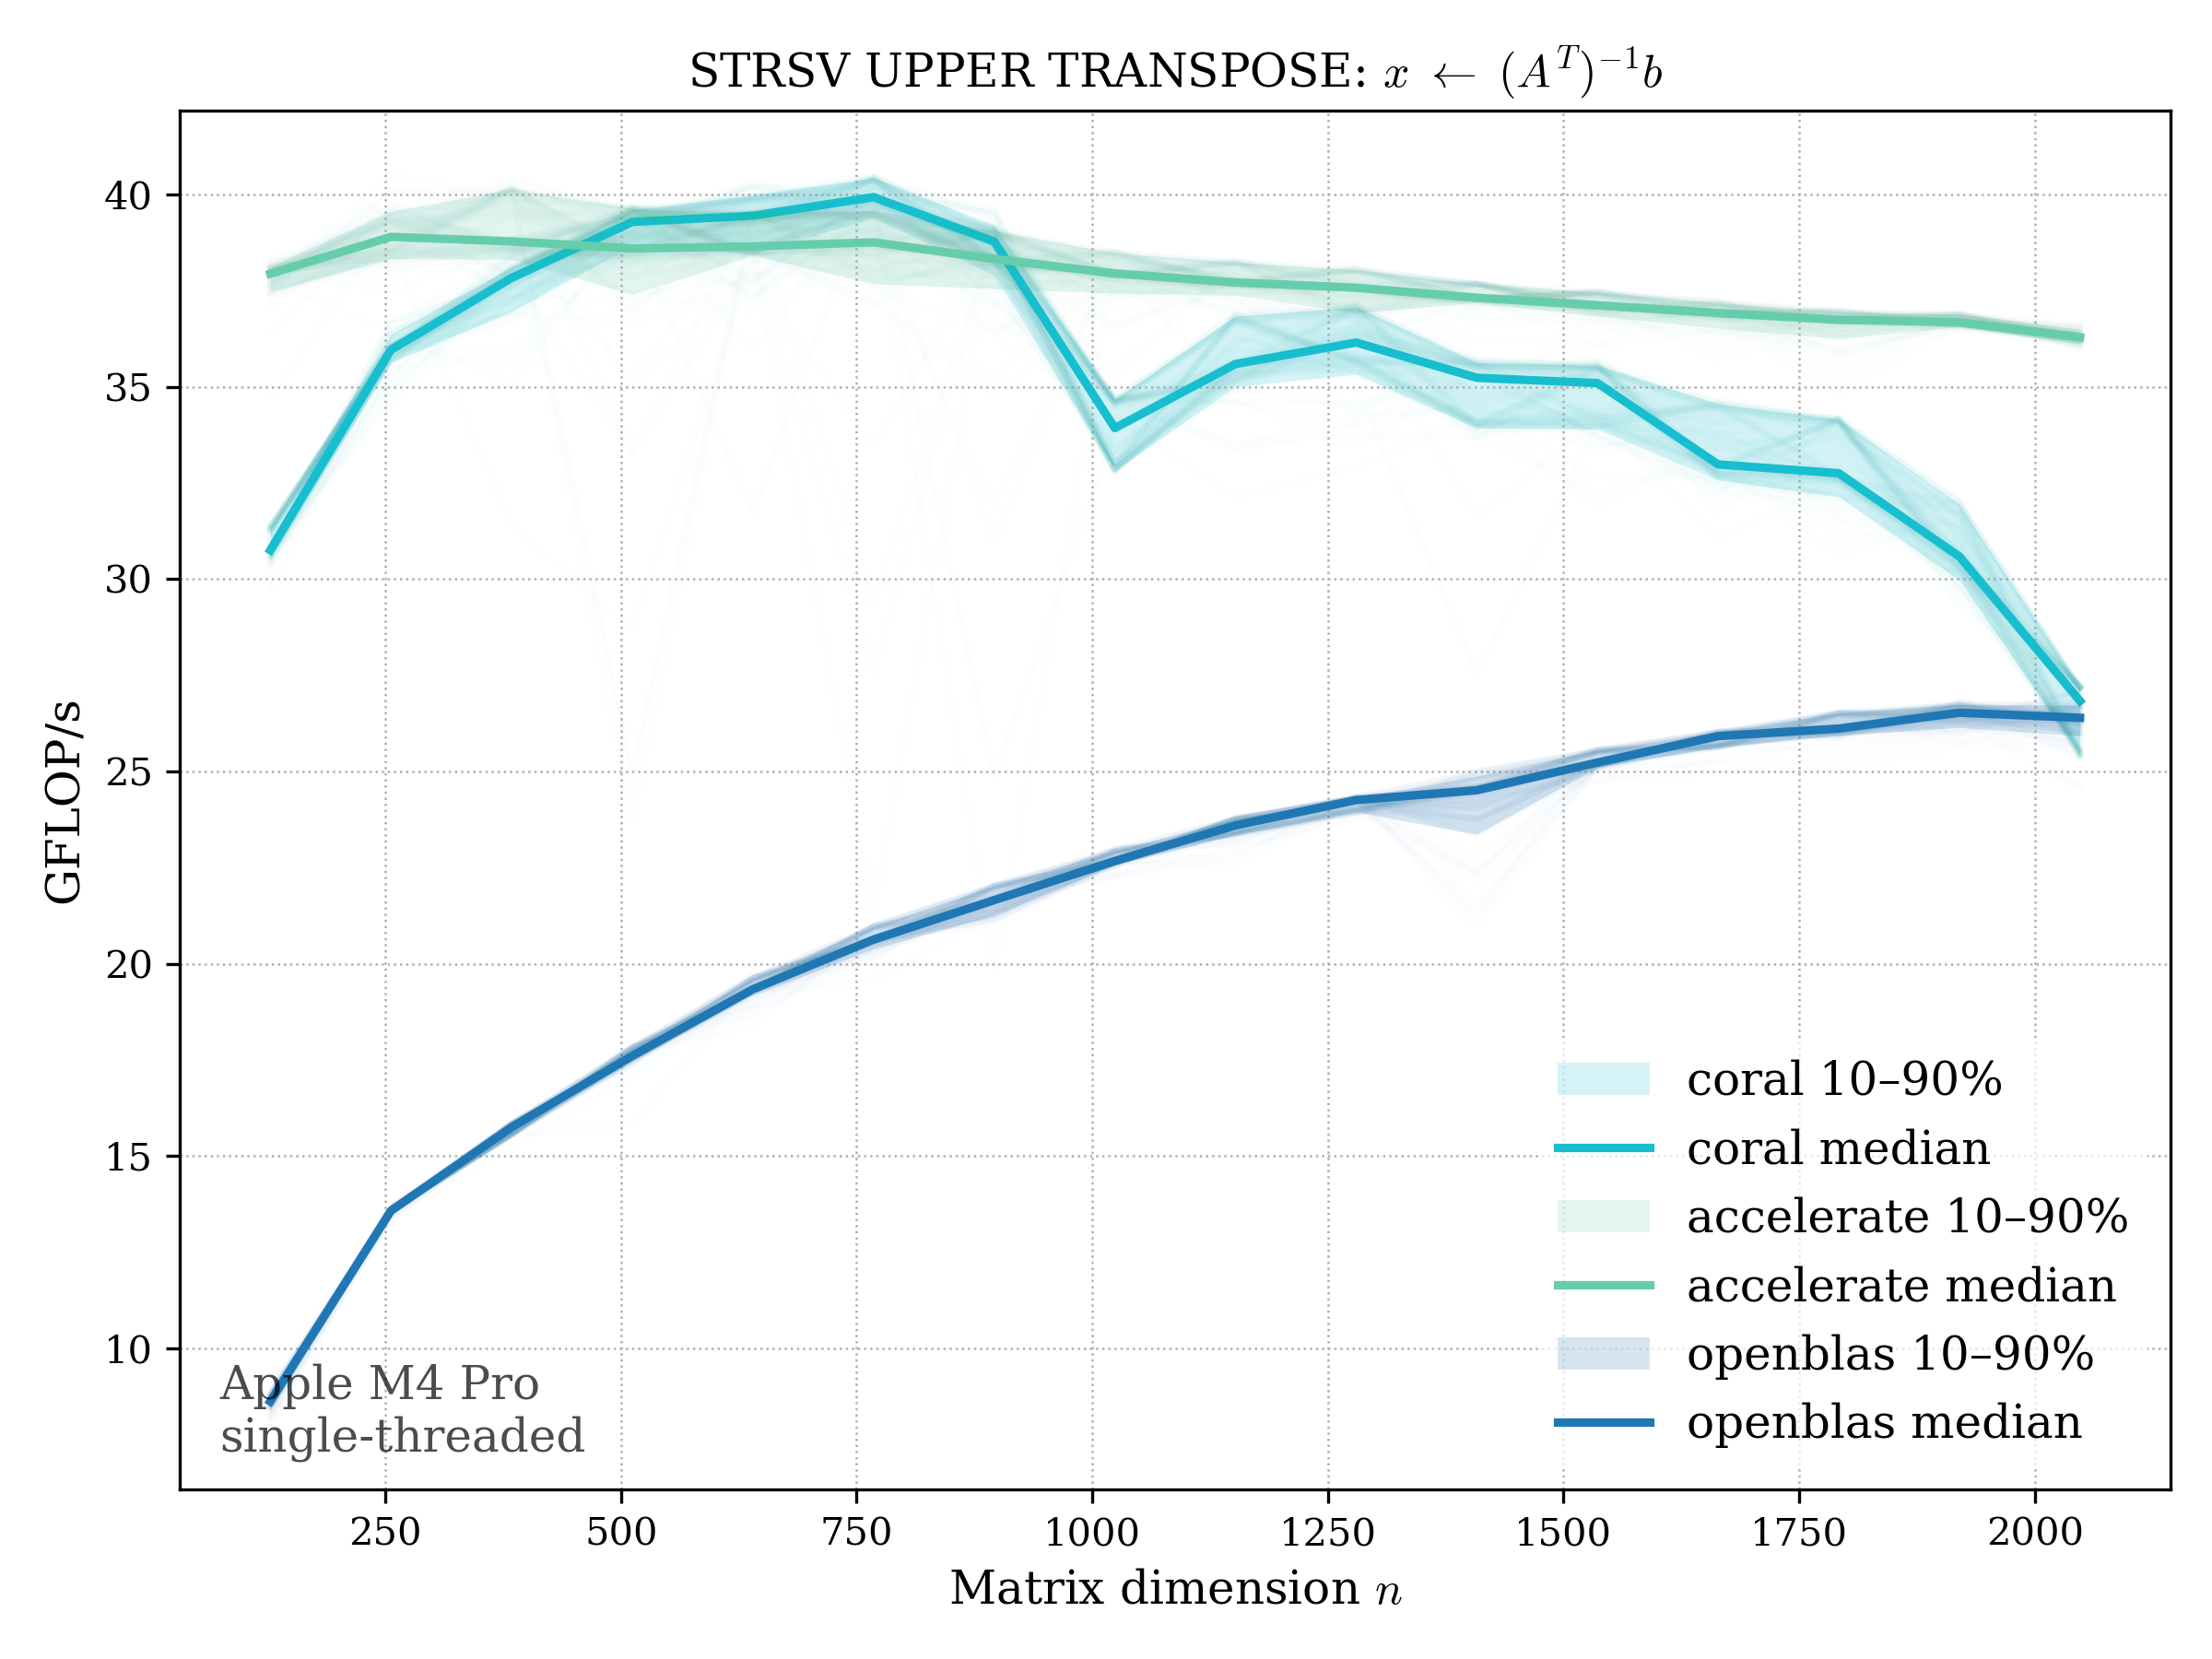 STRSV UPPER TRANSPOSE: $x \leftarrow (A^T)^{-1}b$
GFLOP/s
40
35
30
25
20
15
10
coral 10–90%
coral median
accelerate 10–90%
accelerate median
openblas 10–90%
openblas median
Apple M4 Pro
single-threaded
250 500 750 1000 1250 1500 1750 2000
Matrix dimension $n$